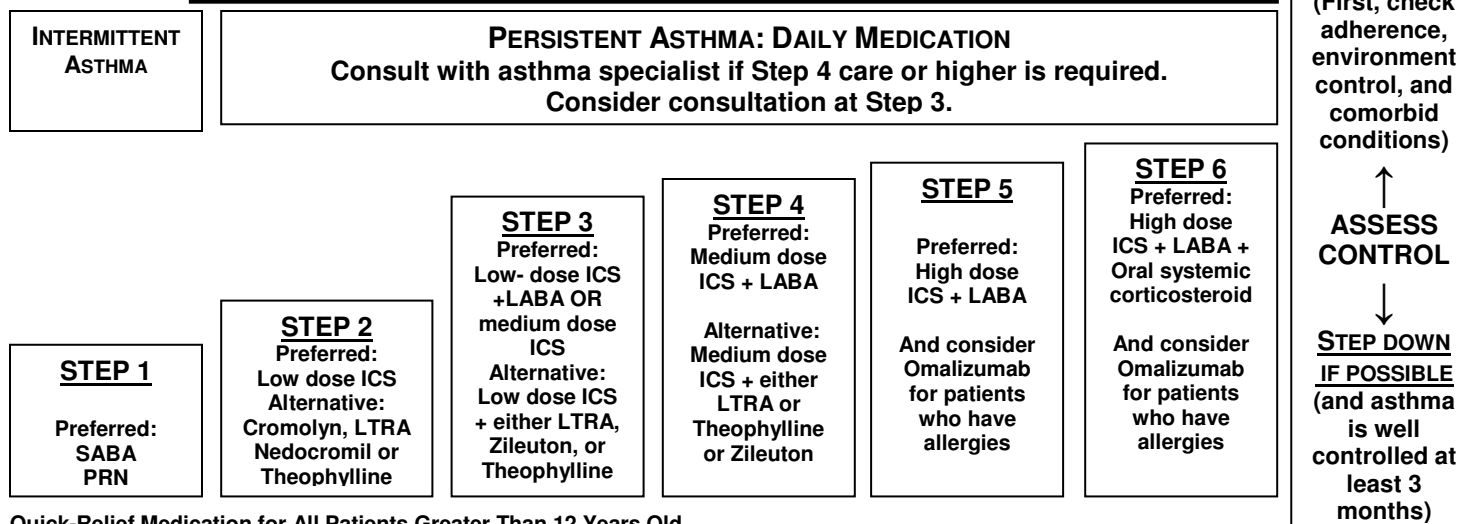 INTERMITTENT
ASTHMA
PERSISTENT ASTHMA: DAILY MEDICATION
Consult with asthma specialist if Step 4 care or higher is required.
Consider consultation at Step 3.
STEP 1
Preferred:
SABA
PRN
STEP 2
Preferred:
Low dose ICS
Alternative:
Cromolyn, LTRA
Nedocromil or
Theophylline
STEP 3
Preferred:
Low- dose ICS
+LABA OR
medium dose
ICS
Alternative:
Low dose ICS
+ either LTRA,
Zileuton, or
Theophylline
STEP 4
Preferred:
Medium dose
ICS + LABA
Alternative:
Medium dose
ICS + either
LTRA or
Theophylline
or Zileuton
STEP 5
Preferred:
High dose
ICS + LABA
And consider
Omalizumab
for patients
who have
allergies
STEP 6
Preferred:
High dose
ICS + LABA +
Oral systemic
corticosteroid
And consider
Omalizumab
for patients
who have
allergies
(First, check
adherence,
environment
control, and
comorbid
conditions)
↑
ASSESS
CONTROL
↓
STEP DOWN
IF POSSIBLE
(and asthma
is well
controlled at
least 3
months)
Quick-Relief Medication for All Patients Greater Than 12 Years Old